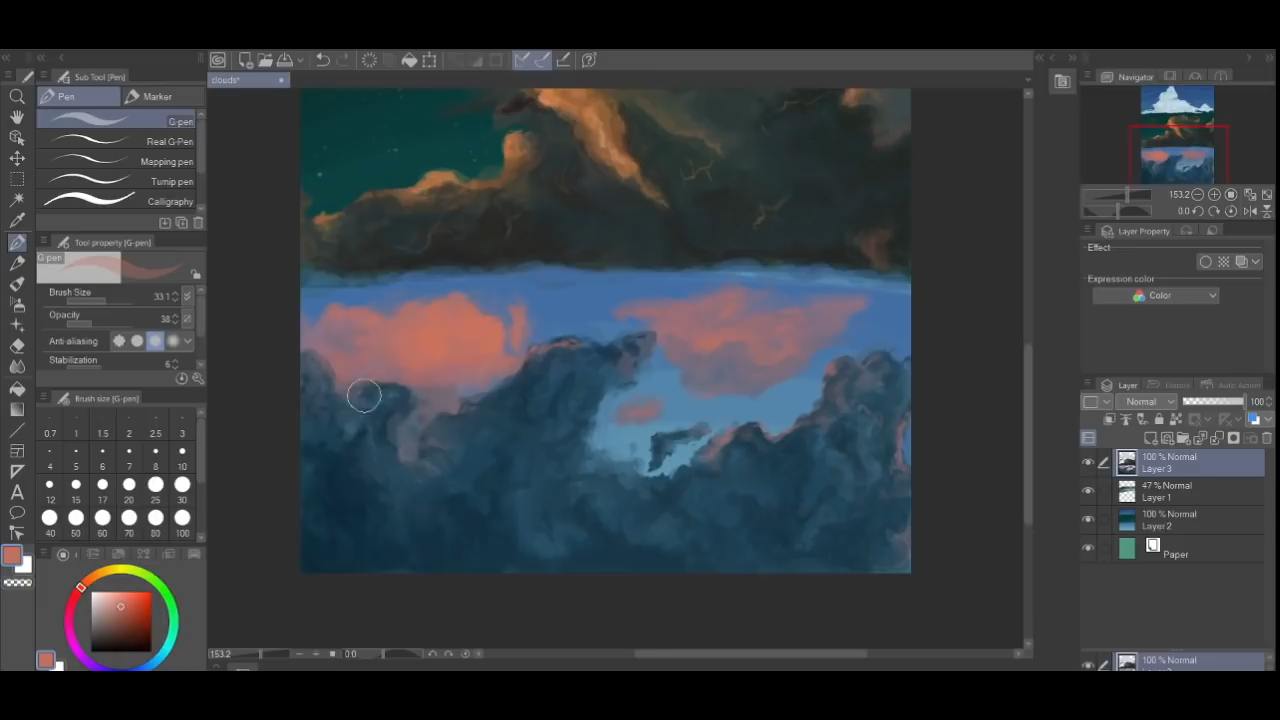 Sub Tool [Pen]
Pen
Marker
G-pen
Real G-Pen
Mapping pen
Turnip pen
Calligraphy
Tool property [G-pen]
G-pen
Brush Size 33.1
Opacity 38
Anti-aliasing
Stabilization 6
Brush size [G-pen]
0.7 1 1.5 2 2.5 3
4 5 6 7 8 10
12 15 17 20 25 30
40 50 60 70 80 100
clouds*
153.2
0.0
Navigator
153.2
0.0
Layer Property
Effect
Expression color
Color
Layer
Auto Action
Normal 100
100 % Normal
Layer 3
47 % Normal
Layer 1
100 % Normal
Layer 2
Paper
100 % Normal